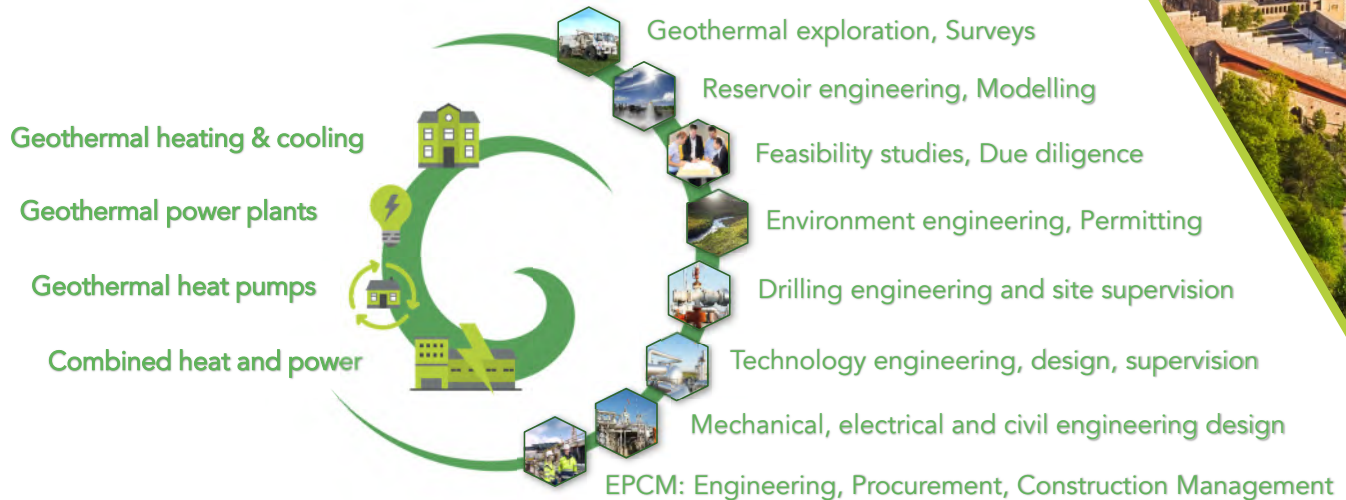 Geothermal heating & cooling
Geothermal power plants
Geothermal heat pumps
Combined heat and power
Geothermal exploration, Surveys
Reservoir engineering, Modelling
Feasibility studies, Due diligence
Environment engineering, Permitting
Drilling engineering and site supervision
Technology engineering, design, supervision
Mechanical, electrical and civil engineering design
EPCM: Engineering, Procurement, Construction Management